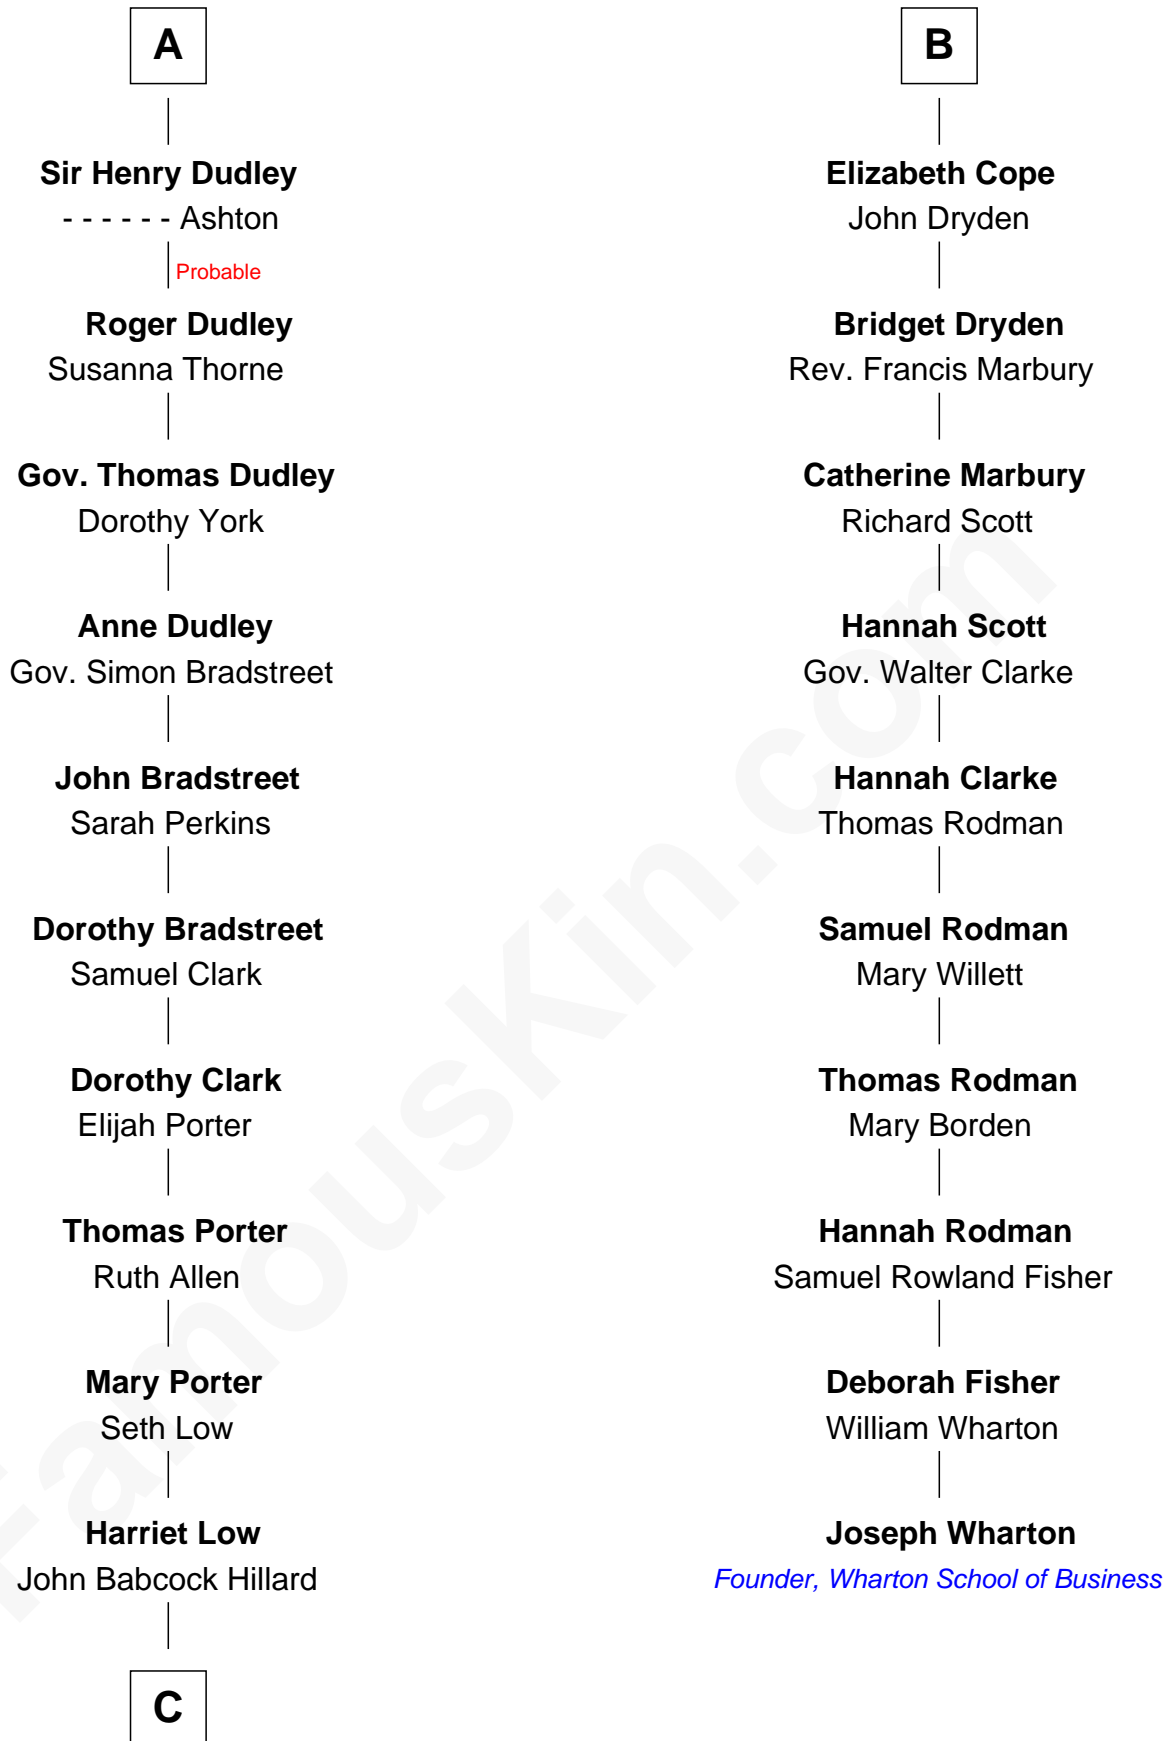 A
Sir Henry Dudley
- - - - - - Ashton
Probable
Roger Dudley
Susanna Thorne
Gov. Thomas Dudley
Dorothy York
Anne Dudley
Gov. Simon Bradstreet
John Bradstreet
Sarah Perkins
Dorothy Bradstreet
Samuel Clark
Dorothy Clark
Elijah Porter
Thomas Porter
Ruth Allen
Mary Porter
Seth Low
Harriet Low
John Babcock Hillard
C
B
Elizabeth Cope
John Dryden
Bridget Dryden
Rev. Francis Marbury
Catherine Marbury
Richard Scott
Hannah Scott
Gov. Walter Clarke
Hannah Clarke
Thomas Rodman
Samuel Rodman
Mary Willett
Thomas Rodman
Mary Borden
Hannah Rodman
Samuel Rowland Fisher
Deborah Fisher
William Wharton
Joseph Wharton
Founder, Wharton School of Business
FamousKin.com